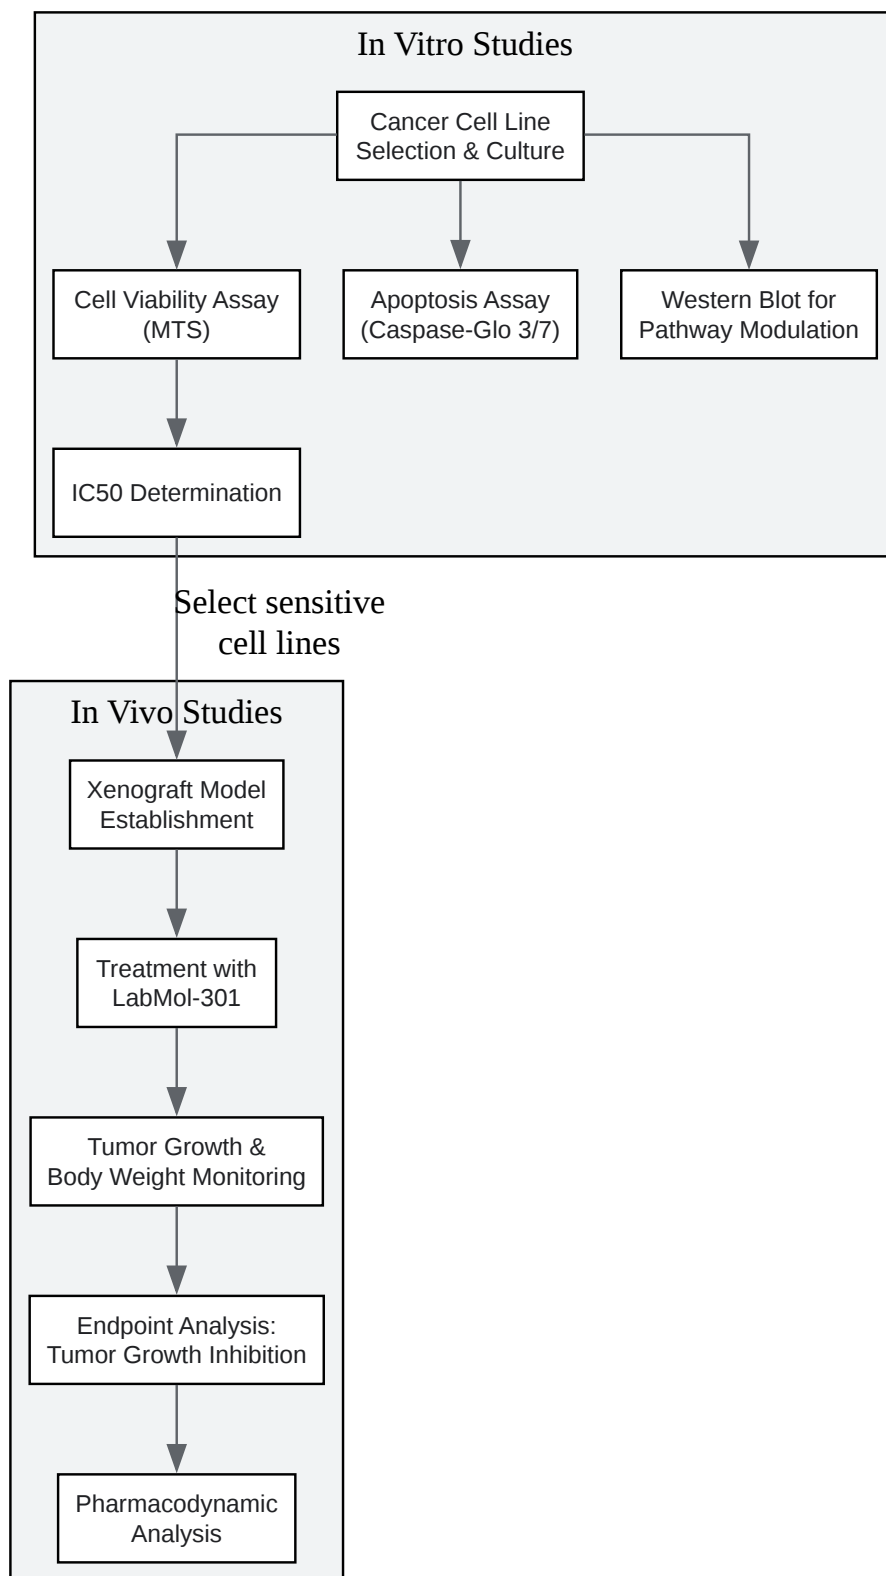 In Vitro Studies
Cancer Cell Line
Selection & Culture
Cell Viability Assay
(MTS)
Apoptosis Assay
(Caspase-Glo 3/7)
Western Blot for
Pathway Modulation
IC50 Determination
Select sensitive
cell lines
In Vivo Studies
Xenograft Model
Establishment
Treatment with
LabMol-301
Tumor Growth &
Body Weight Monitoring
Endpoint Analysis:
Tumor Growth Inhibition
Pharmacodynamic
Analysis